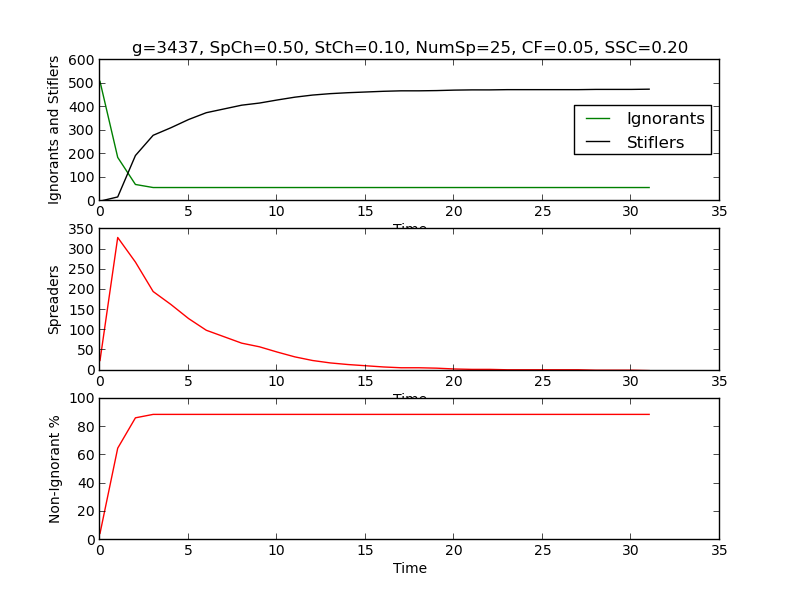 g=3437, SpCh=0.50, StCh=0.10, NumSp=25, CF=0.05, SSC=0.20
Ignorants and Stiflers
600
500
400
300
200
100
0
Ignorants
Stiflers
0 5 10 15 20 25 30 35
Time
Spreaders
350
300
250
200
150
100
50
0
0 5 10 15 20 25 30 35
Time
Non-Ignorant %
100
80
60
40
20
0
0 5 10 15 20 25 30 35
Time